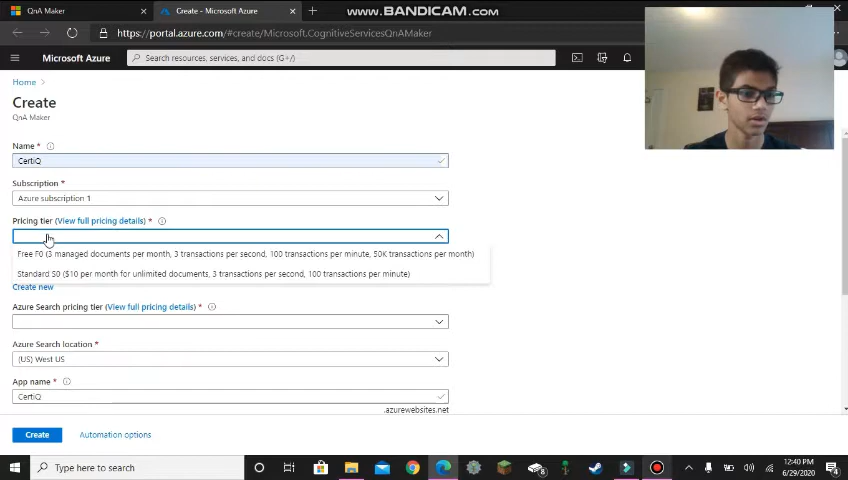 QnA Maker
Create - Microsoft Azure
www.BANDICAM.com
https://portal.azure.com/#create/Microsoft.CognitiveServicesQnAMaker
Microsoft Azure
Search resources, services, and docs (G+/)
Home
Create
QnA Maker
Name *
CertiQ
Subscription *
Azure subscription 1
Pricing tier (View full pricing details) *
Free F0 (3 managed documents per month, 3 transactions per second, 100 transactions per minute, 50K transactions per month)
Standard S0 ($10 per month for unlimited documents, 3 transactions per second, 100 transactions per minute)
Create new
Azure Search pricing tier (View full pricing details) *
Azure Search location *
(US) West US
App name *
CertiQ
.azurewebsites.net
Create
Automation options
Type here to search
12:40 PM
6/29/2020
4